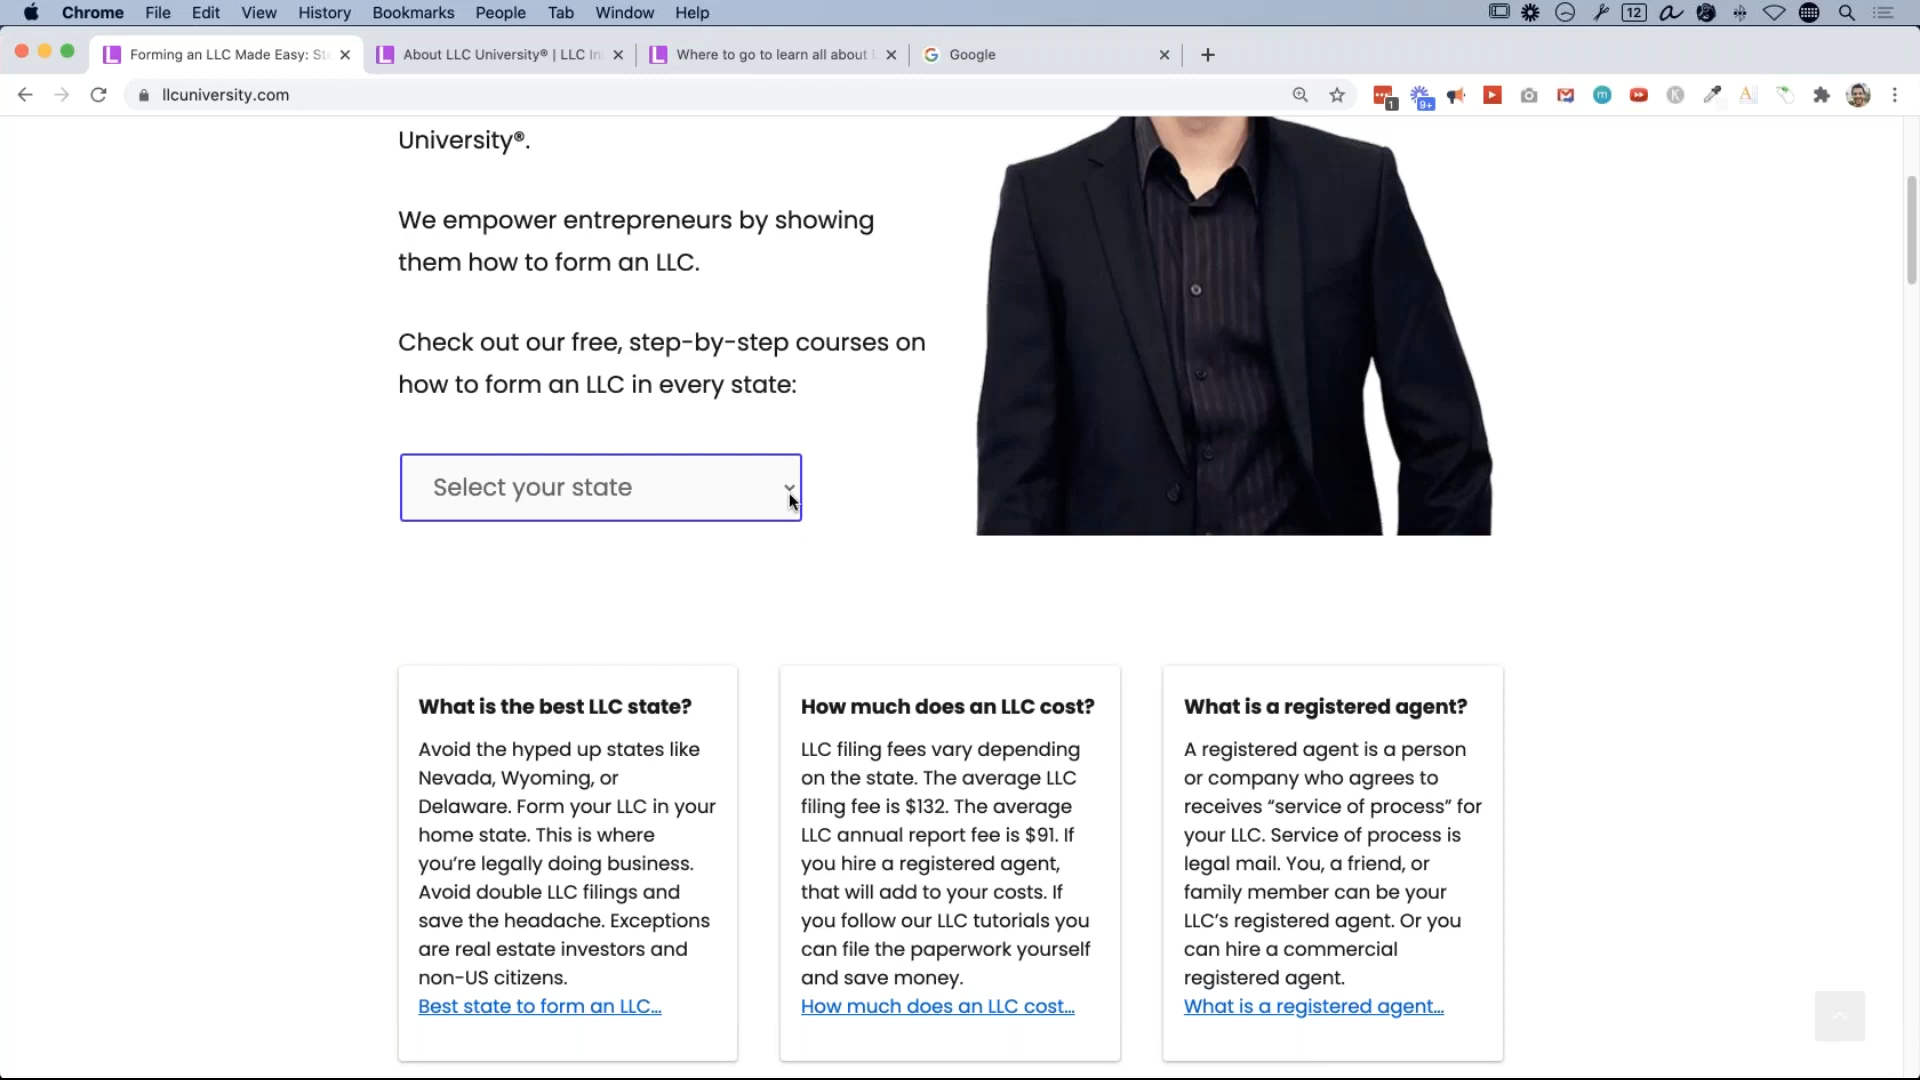 Chrome File Edit View History Bookmarks People Tab Window Help 12
Forming an LLC Made Easy: Ste About LLC University® | LLC In Where to go to learn all about Google
llcuniversity.com 1 9+
University®.
We empower entrepreneurs by showing
them how to form an LLC.
Check out our free, step-by-step courses on
how to form an LLC in every state:
Select your state
What is the best LLC state?
Avoid the hyped up states like
Nevada, Wyoming, or
Delaware. Form your LLC in your
home state. This is where
you’re legally doing business.
Avoid double LLC filings and
save the headache. Exceptions
are real estate investors and
non-US citizens.
Best state to form an LLC...
How much does an LLC cost?
LLC filing fees vary depending
on the state. The average LLC
filing fee is $132. The average
LLC annual report fee is $91. If
you hire a registered agent,
that will add to your costs. If
you follow our LLC tutorials you
can file the paperwork yourself
and save money.
How much does an LLC cost...
What is a registered agent?
A registered agent is a person
or company who agrees to
receives “service of process” for
your LLC. Service of process is
legal mail. You, a friend, or
family member can be your
LLC’s registered agent. Or you
can hire a commercial
registered agent.
What is a registered agent...